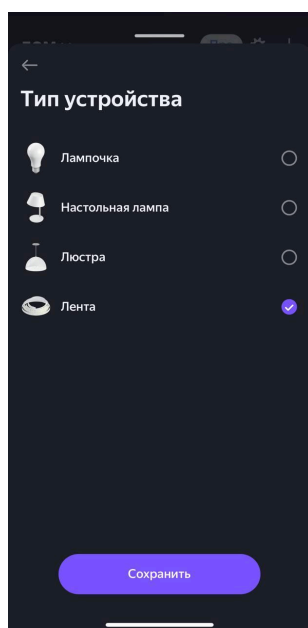 Тип устройства
Лампочка
Настольная лампа
Люстра
Лента
Сохранить